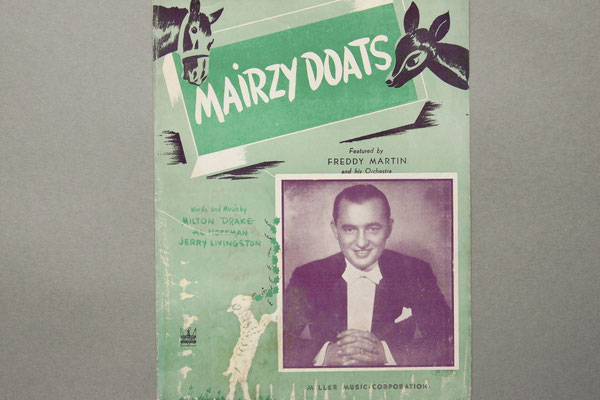 MAIRZY DOATS
Featured by
FREDDY MARTIN
and his Orchestra
Words and Music by
MILTON DRAKE
AL HOFFMAN
JERRY LIVINGSTON
MILLER MUSIC·CORPORATION